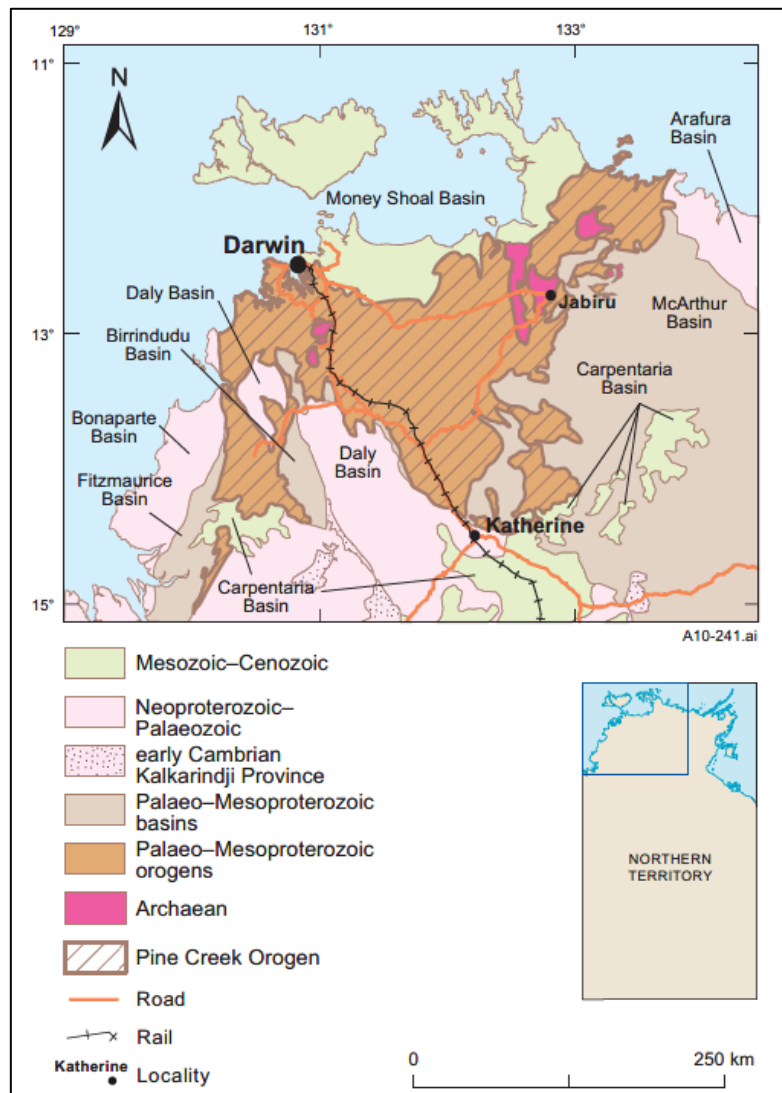 129°
131°
133°
11°
N
Arafura
Basin
Money Shoal Basin
Darwin
Daly Basin
Jabiru
13°
Birrindudu
Basin
McArthur
Basin
Carpentaria
Basin
Bonaparte
Basin
Daly
Basin
Fitzmaurice
Basin
Katherine
Carpentaria
Basin
15°
A10-241.ai
Mesozoic–Cenozoic
Neoproterozoic–
Palaeozoic
early Cambrian
Kalkarindji Province
Palaeo–Mesoproterozoic
basins
Palaeo–Mesoproterozoic
orogens
Archaean
Pine Creek Orogen
Road
Rail
Katherine
Locality
NORTHERN
TERRITORY
0
250 km